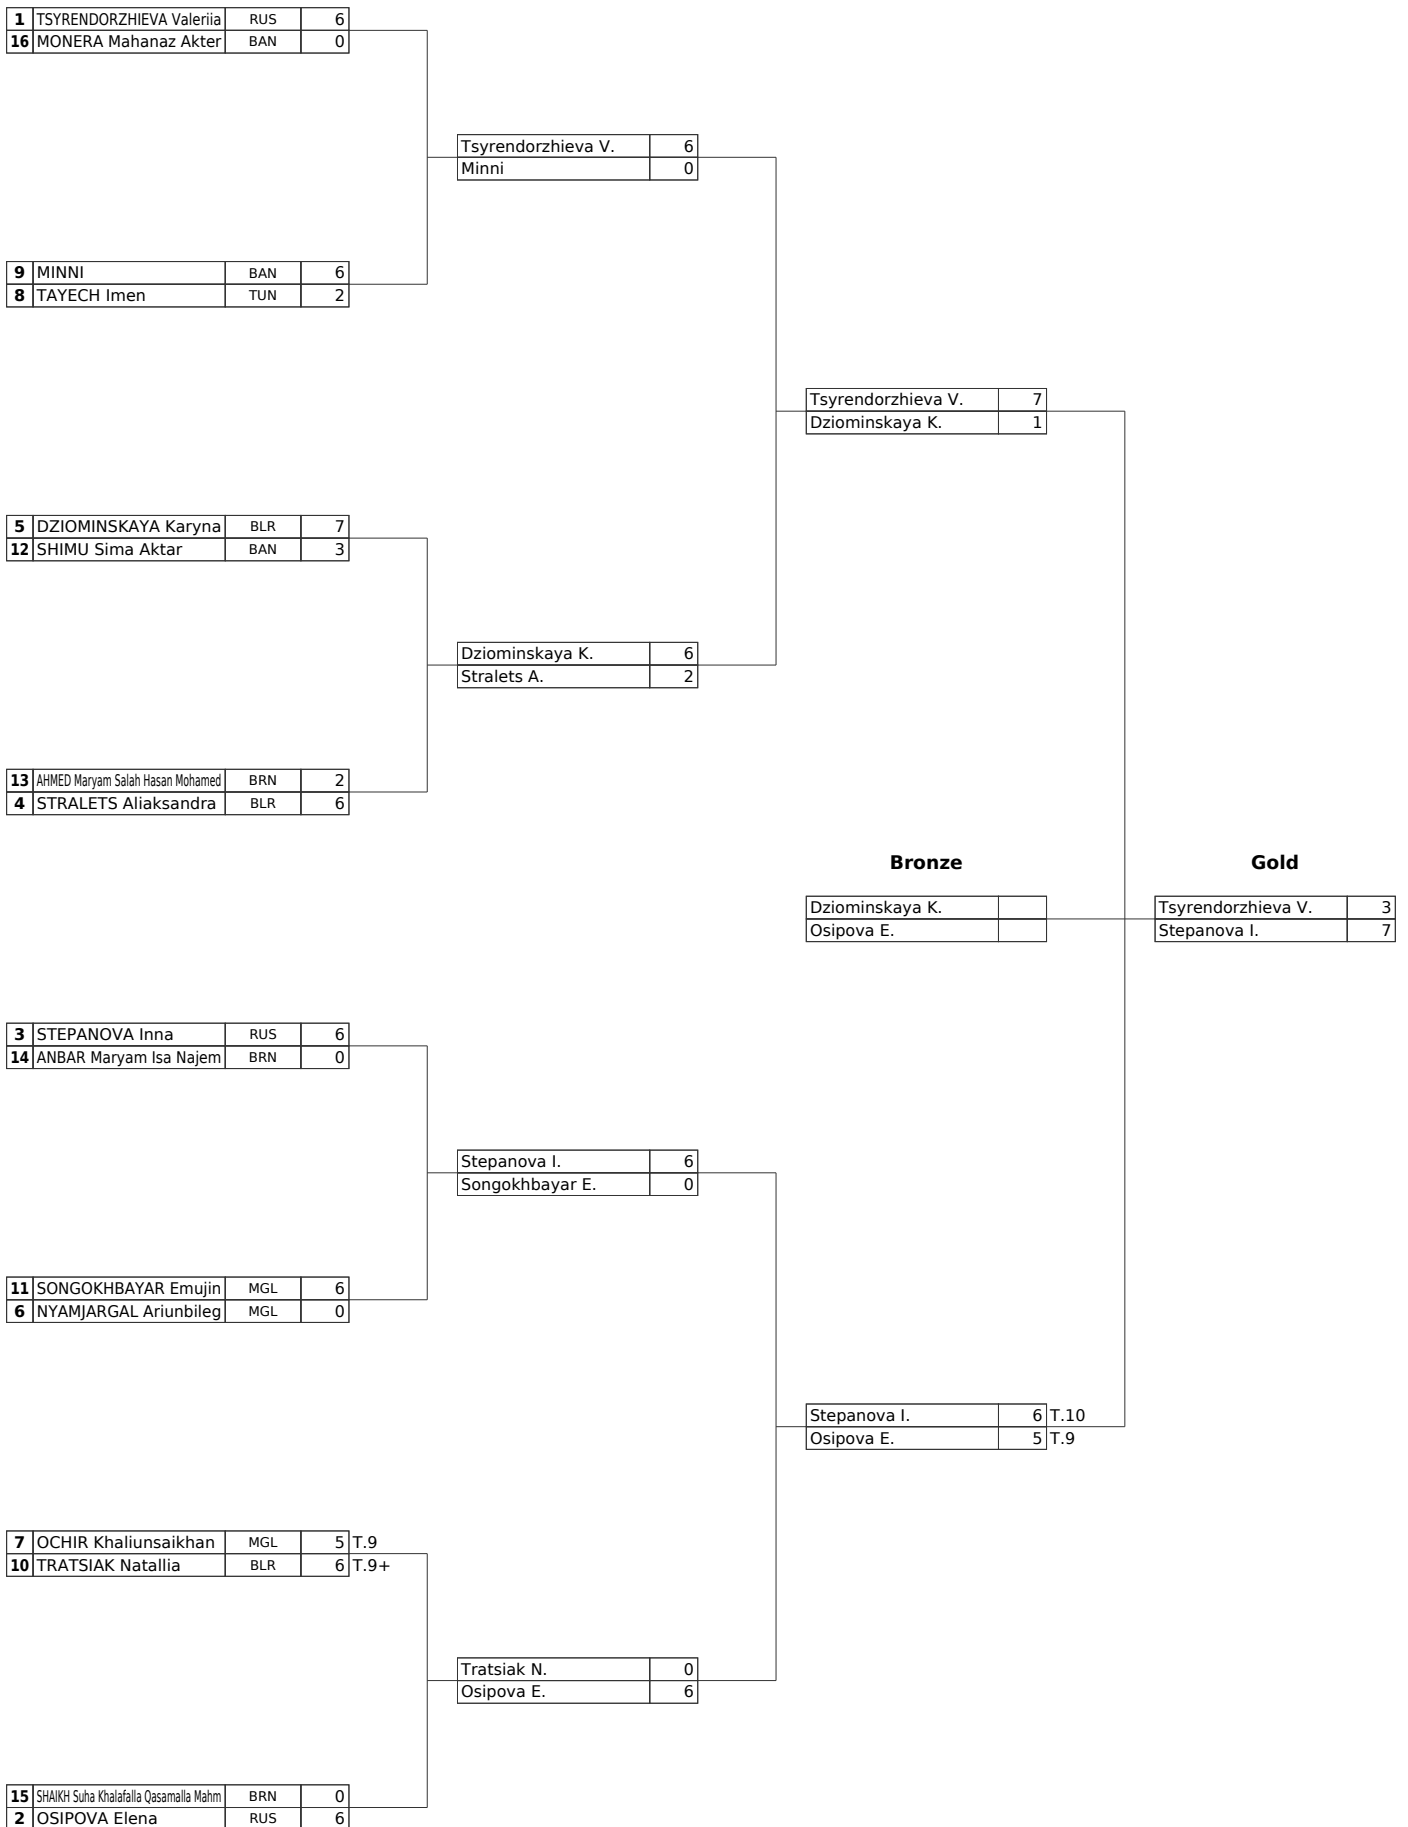 1 TSYRENDORZHIEVA Valeriia RUS 6
16 MONERA Mahanaz Akter BAN 0
Tsyrendorzhieva V. 6
Minni 0
9 MINNI BAN 6
8 TAYECH Imen TUN 2
Tsyrendorzhieva V. 7
Dziominskaya K. 1
5 DZIOMINSKAYA Karyna BLR 7
12 SHIMU Sima Aktar BAN 3
Dziominskaya K. 6
Stralets A. 2
13 AHMED Maryam Salah Hasan Mohamed BRN 2
4 STRALETS Aliaksandra BLR 6
Bronze Gold
Dziominskaya K. Tsyrendorzhieva V. 3
Osipova E. Stepanova I. 7
3 STEPANOVA Inna RUS 6
14 ANBAR Maryam Isa Najem BRN 0
Stepanova I. 6
Songokhbayar E. 0
11 SONGOKHBAYAR Emujin MGL 6
6 NYAMJARGAL Ariunbileg MGL 0
Stepanova I. 6 T.10
Osipova E. 5 T.9
7 OCHIR Khaliunsaikhan MGL 5 T.9
10 TRATSIAK Natallia BLR 6 T.9+
Tratsiak N. 0
Osipova E. 6
15 SHAIKH Suha Khalafalla Qasamalla Mahm BRN 0
2 OSIPOVA Elena RUS 6